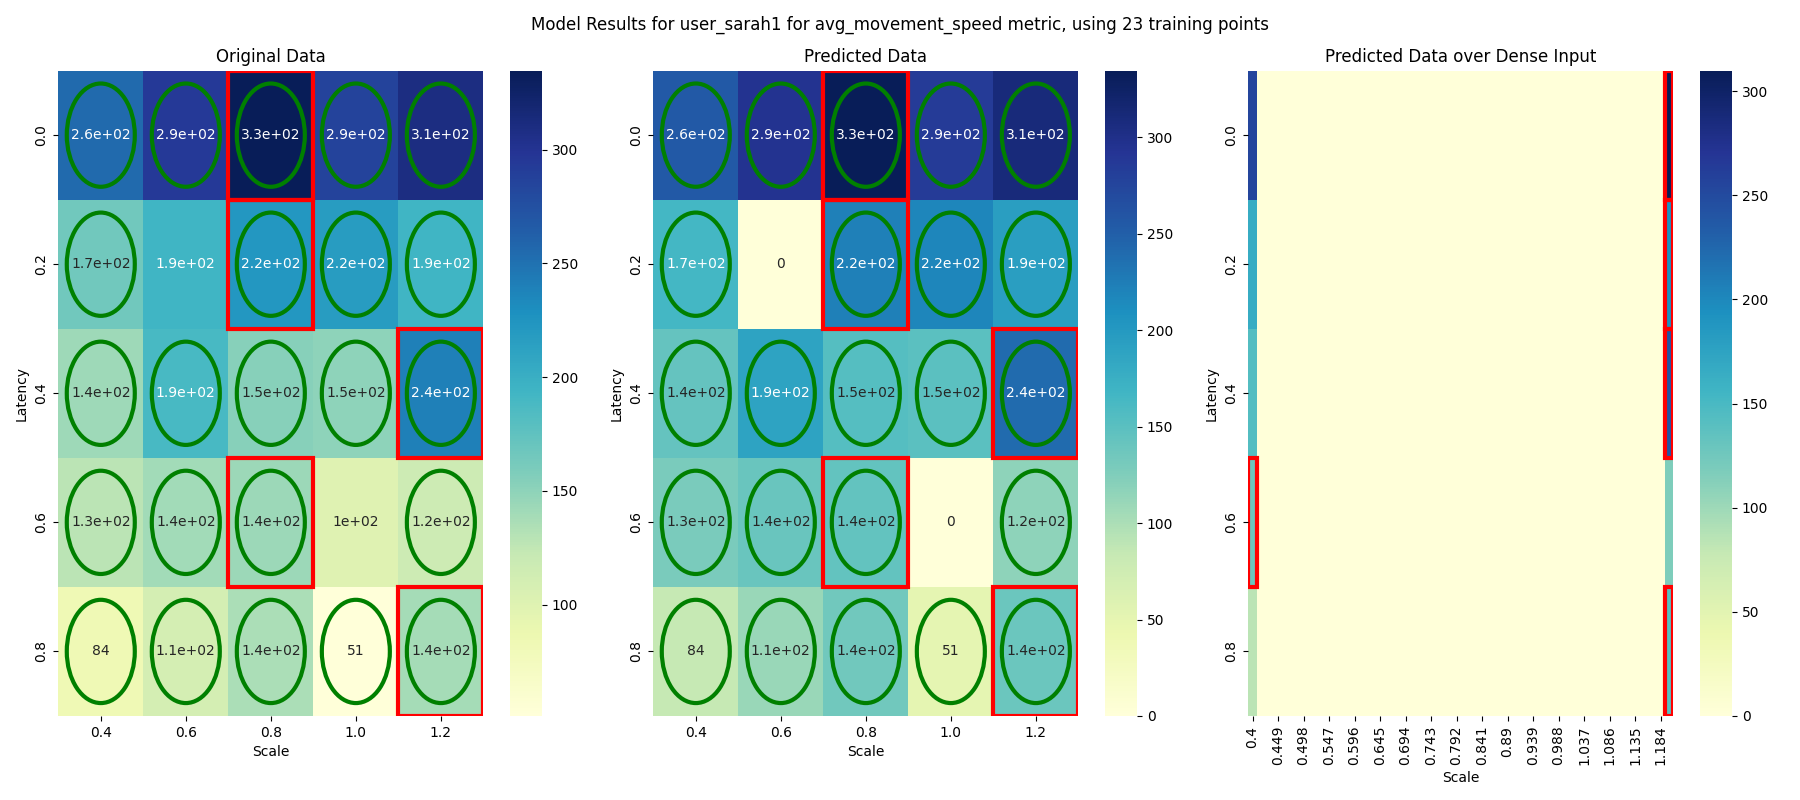 Model Results for user_sarah1 for avg_movement_speed metric, using 23 training points
Original Data
Latency
0.0 2.6e+02 2.9e+02 3.3e+02 2.9e+02 3.1e+02
0.2 1.7e+02 1.9e+02 2.2e+02 2.2e+02 1.9e+02
0.4 1.4e+02 1.9e+02 1.5e+02 1.5e+02 2.4e+02
0.6 1.3e+02 1.4e+02 1.4e+02 1e+02 1.2e+02
0.8 84 1.1e+02 1.4e+02 51 1.4e+02
0.4 0.6 0.8 1.0 1.2
Scale
300
250
200
150
100
Predicted Data
Latency
0.0 2.6e+02 2.9e+02 3.3e+02 2.9e+02 3.1e+02
0.2 1.7e+02 0 2.2e+02 2.2e+02 1.9e+02
0.4 1.4e+02 1.9e+02 1.5e+02 1.5e+02 2.4e+02
0.6 1.3e+02 1.4e+02 1.4e+02 0 1.2e+02
0.8 84 1.1e+02 1.4e+02 51 1.4e+02
0.4 0.6 0.8 1.0 1.2
Scale
300
250
200
150
100
50
0
Predicted Data over Dense Input
Latency
0.0
0.2
0.4
0.6
0.8
0.4 0.449 0.498 0.547 0.596 0.645 0.694 0.743 0.792 0.841 0.89 0.939 0.988 1.037 1.086 1.135 1.184
Scale
300
250
200
150
100
50
0